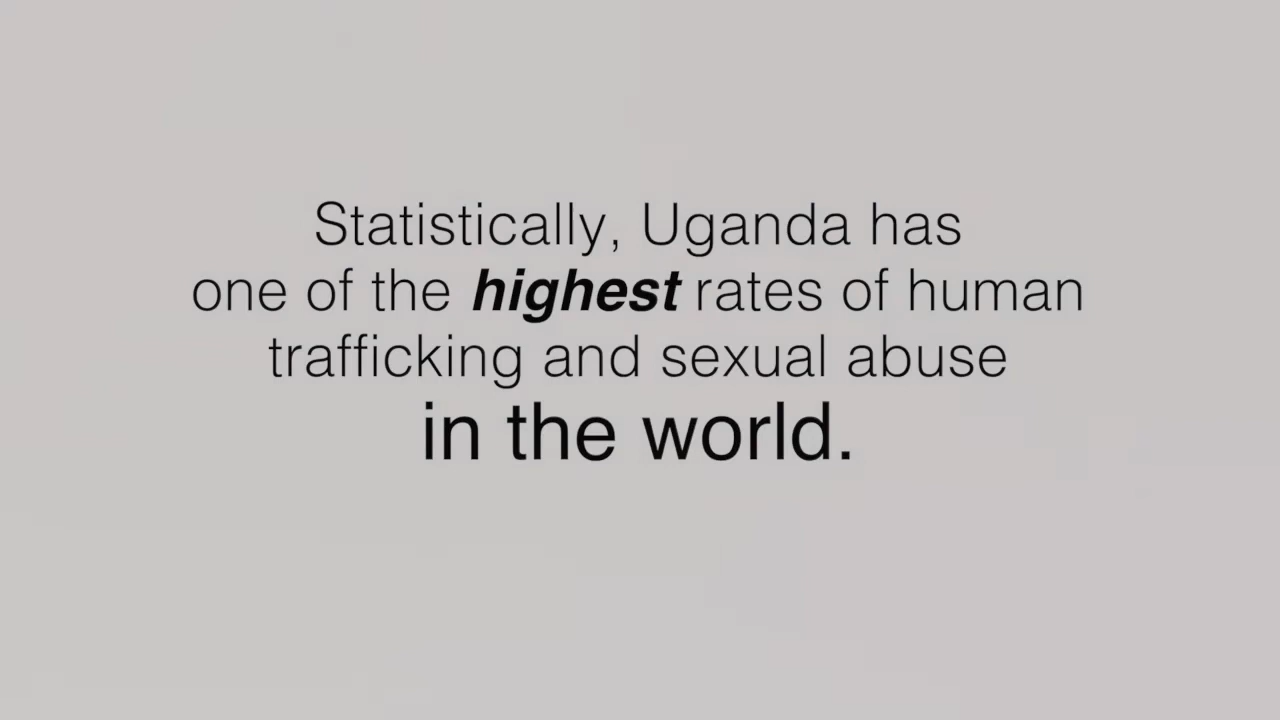 Statistically, Uganda has
one of the highest rates of human
trafficking and sexual abuse
in the world.